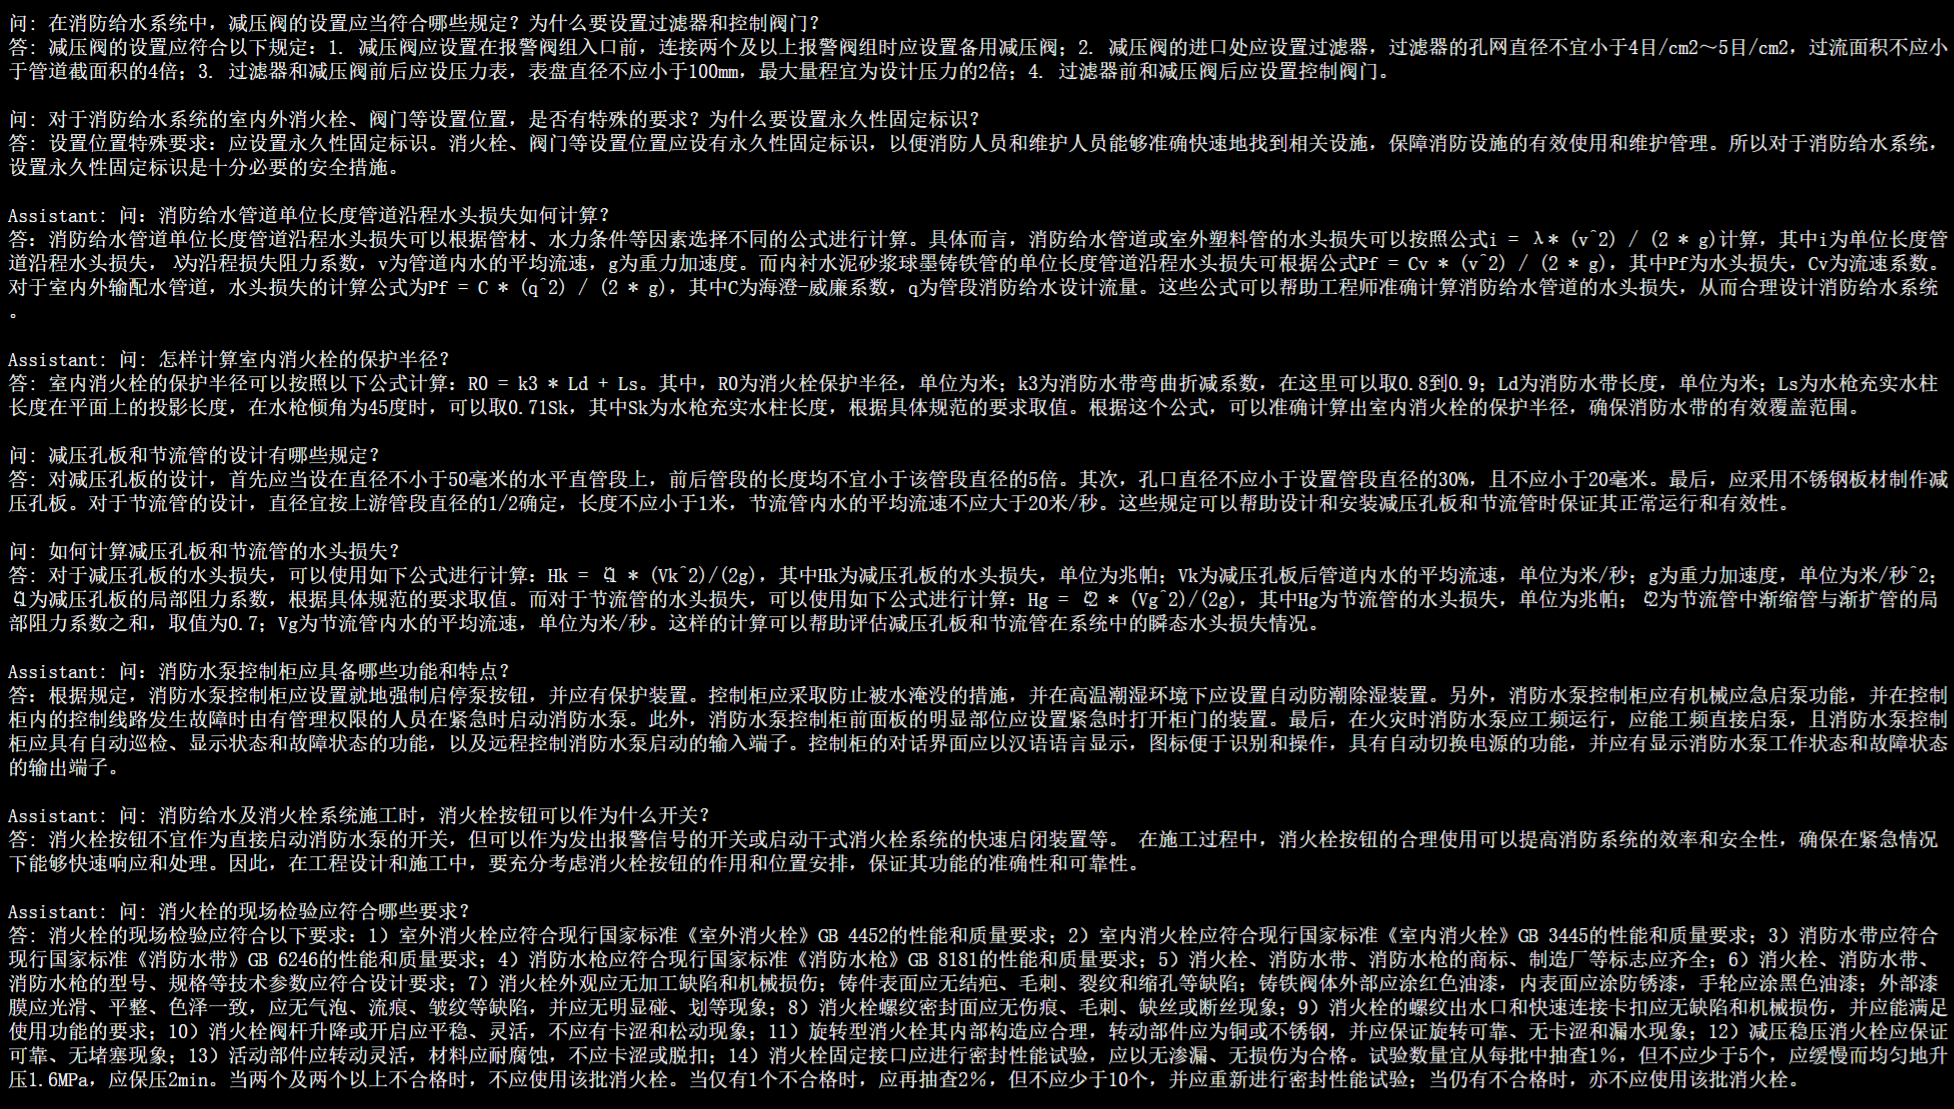 问: 在消防给水系统中，减压阀的设置应当符合哪些规定？为什么要设置过滤器和控制阀门？
答: 减压阀的设置应符合以下规定：1. 减压阀应设置在报警阀组入口前，连接两个及以上报警阀组时应设置备用减压阀；2. 减压阀的进口处应设置过滤器，过滤器的孔网直径不宜小于4目/cm2～5目/cm2，过流面积不应小
于管道截面积的4倍；3. 过滤器和减压阀前后应设压力表，表盘直径不应小于100mm，最大量程宜为设计压力的2倍；4. 过滤器前和减压阀后应设置控制阀门。
问: 对于消防给水系统的室内外消火栓、阀门等设置位置，是否有特殊的要求？为什么要设置永久性固定标识？
答: 设置位置特殊要求：应设置永久性固定标识。消火栓、阀门等设置位置应设有永久性固定标识，以便消防人员和维护人员能够准确快速地找到相关设施，保障消防设施的有效使用和维护管理。所以对于消防给水系统，
设置永久性固定标识是十分必要的安全措施。
Assistant: 问：消防给水管道单位长度管道沿程水头损失如何计算？
答：消防给水管道单位长度管道沿程水头损失可以根据管材、水力条件等因素选择不同的公式进行计算。具体而言，消防给水管道或室外塑料管的水头损失可以按照公式i = λ* (v^2) / (2 * g)计算，其中i为单位长度管
道沿程水头损失，λ为沿程损失阻力系数，v为管道内水的平均流速，g为重力加速度。而内衬水泥砂浆球墨铸铁管的单位长度管道沿程水头损失可根据公式Pf = Cv * (v^2) / (2 * g)，其中Pf为水头损失，Cv为流速系数。
对于室内外输配水管道，水头损失的计算公式为Pf = C * (q^2) / (2 * g)，其中C为海澄-威廉系数，q为管段消防给水设计流量。这些公式可以帮助工程师准确计算消防给水管道的水头损失，从而合理设计消防给水系统
。
Assistant: 问: 怎样计算室内消火栓的保护半径？
答: 室内消火栓的保护半径可以按照以下公式计算：R0 = k3 * Ld + Ls。其中，R0为消火栓保护半径，单位为米；k3为消防水带弯曲折减系数，在这里可以取0.8到0.9；Ld为消防水带长度，单位为米；Ls为水枪充实水柱
长度在平面上的投影长度，在水枪倾角为45度时，可以取0.71Sk，其中Sk为水枪充实水柱长度，根据具体规范的要求取值。根据这个公式，可以准确计算出室内消火栓的保护半径，确保消防水带的有效覆盖范围。
问: 减压孔板和节流管的设计有哪些规定？
答: 对减压孔板的设计，首先应当设在直径不小于50毫米的水平直管段上，前后管段的长度均不宜小于该管段直径的5倍。其次，孔口直径不应小于设置管段直径的30%，且不应小于20毫米。最后，应采用不锈钢板材制作减
压孔板。对于节流管的设计，直径宜按上游管段直径的1/2确定，长度不应小于1米，节流管内水的平均流速不应大于20米/秒。这些规定可以帮助设计和安装减压孔板和节流管时保证其正常运行和有效性。
问: 如何计算减压孔板和节流管的水头损失？
答: 对于减压孔板的水头损失，可以使用如下公式进行计算：Hk = ζ1 * (Vk^2)/(2g)，其中Hk为减压孔板的水头损失，单位为兆帕；Vk为减压孔板后管道内水的平均流速，单位为米/秒；g为重力加速度，单位为米/秒^2；
ζ1为减压孔板的局部阻力系数，根据具体规范的要求取值。而对于节流管的水头损失，可以使用如下公式进行计算：Hg = ζ2 * (Vg^2)/(2g)，其中Hg为节流管的水头损失，单位为兆帕；ζ2为节流管中渐缩管与渐扩管的局
部阻力系数之和，取值为0.7；Vg为节流管内水的平均流速，单位为米/秒。这样的计算可以帮助评估减压孔板和节流管在系统中的瞬态水头损失情况。
Assistant: 问：消防水泵控制柜应具备哪些功能和特点？
答：根据规定，消防水泵控制柜应设置就地强制启停泵按钮，并应有保护装置。控制柜应采取防止被水淹没的措施，并在高温潮湿环境下应设置自动防潮除湿装置。另外，消防水泵控制柜应有机械应急启泵功能，并在控制
柜内的控制线路发生故障时由有管理权限的人员在紧急时启动消防水泵。此外，消防水泵控制柜前面板的明显部位应设置紧急时打开柜门的装置。最后，在火灾时消防水泵应工频运行，应能工频直接启泵，且消防水泵控制
柜应具有自动巡检、显示状态和故障状态的功能，以及远程控制消防水泵启动的输入端子。控制柜的对话界面应以汉语语言显示，图标便于识别和操作，具有自动切换电源的功能，并应有显示消防水泵工作状态和故障状态
的输出端子。
Assistant: 问: 消防给水及消火栓系统施工时，消火栓按钮可以作为什么开关？
答: 消火栓按钮不宜作为直接启动消防水泵的开关，但可以作为发出报警信号的开关或启动干式消火栓系统的快速启闭装置等。 在施工过程中，消火栓按钮的合理使用可以提高消防系统的效率和安全性，确保在紧急情况
下能够快速响应和处理。因此，在工程设计和施工中，要充分考虑消火栓按钮的作用和位置安排，保证其功能的准确性和可靠性。
Assistant: 问: 消火栓的现场检验应符合哪些要求？
答: 消火栓的现场检验应符合以下要求：1）室外消火栓应符合现行国家标准《室外消火栓》GB 4452的性能和质量要求；2）室内消火栓应符合现行国家标准《室内消火栓》GB 3445的性能和质量要求；3）消防水带应符合
现行国家标准《消防水带》GB 6246的性能和质量要求；4）消防水枪应符合现行国家标准《消防水枪》GB 8181的性能和质量要求；5）消火栓、消防水带、消防水枪的商标、制造厂等标志应齐全；6）消火栓、消防水带、
消防水枪的型号、规格等技术参数应符合设计要求；7）消火栓外观应无加工缺陷和机械损伤；铸件表面应无结疤、毛刺、裂纹和缩孔等缺陷；铸铁阀体外部应涂红色油漆，内表面应涂防锈漆，手轮应涂黑色油漆；外部漆
膜应光滑、平整、色泽一致，应无气泡、流痕、皱纹等缺陷，并应无明显碰、划等现象；8）消火栓螺纹密封面应无伤痕、毛刺、缺丝或断丝现象；9）消火栓的螺纹出水口和快速连接卡扣应无缺陷和机械损伤，并应能满足
使用功能的要求；10）消火栓阀杆升降或开启应平稳、灵活，不应有卡涩和松动现象；11）旋转型消火栓其内部构造应合理，转动部件应为铜或不锈钢，并应保证旋转可靠、无卡涩和漏水现象；12）减压稳压消火栓应保证
可靠、无堵塞现象；13）活动部件应转动灵活，材料应耐腐蚀，不应卡涩或脱扣；14）消火栓固定接口应进行密封性能试验，应以无渗漏、无损伤为合格。试验数量宜从每批中抽查1％，但不应少于5个，应缓慢而均匀地升
压1.6MPa，应保压2min。当两个及两个以上不合格时，不应使用该批消火栓。当仅有1个不合格时，应再抽查2％，但不应少于10个，并应重新进行密封性能试验；当仍有不合格时，亦不应使用该批消火栓。